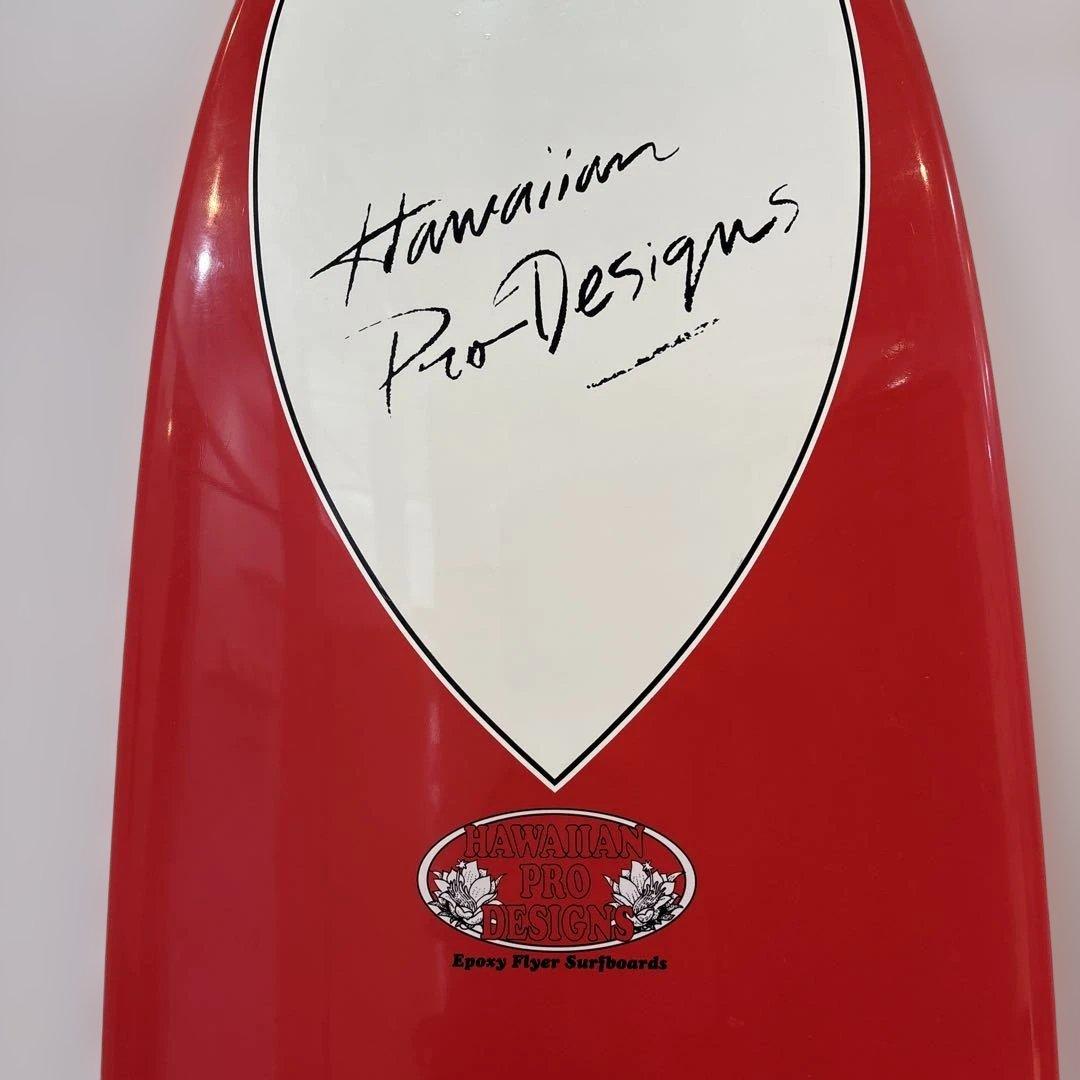 Hawaiian
Pro-Designs
HAWAIIAN
PRO
DESIGNS
Epoxy Flyer Surfboards